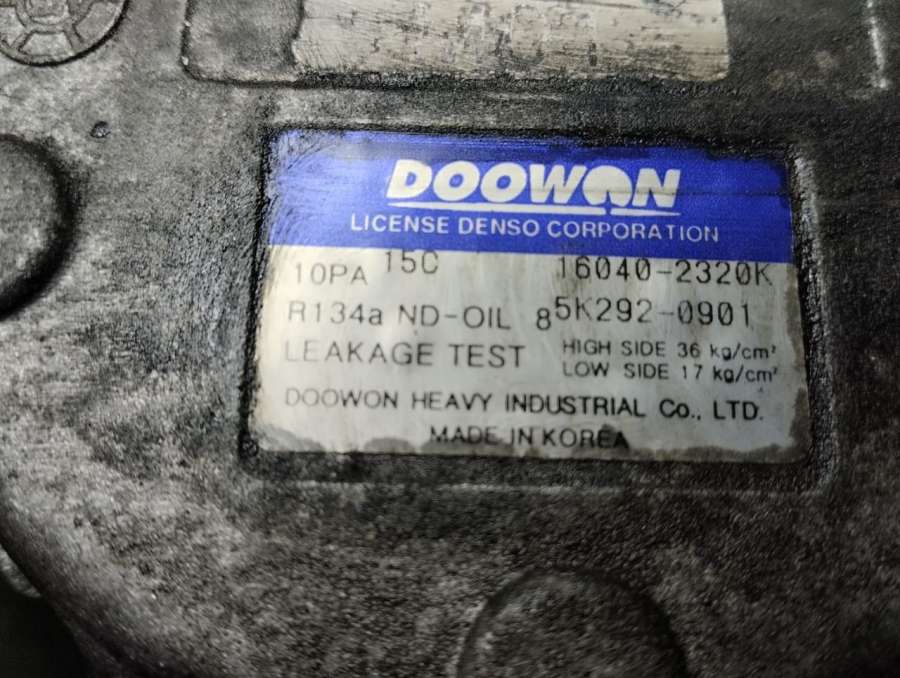 DOOWON
LICENSE DENSO CORPORATION
10PA 15C 16040-2320K
R134a ND-OIL 8 5K292-0901
LEAKAGE TEST HIGH SIDE 36 kg/cm²
LOW SIDE 17 kg/cm²
DOOWON HEAVY INDUSTRIAL Co., LTD.
MADE IN KOREA